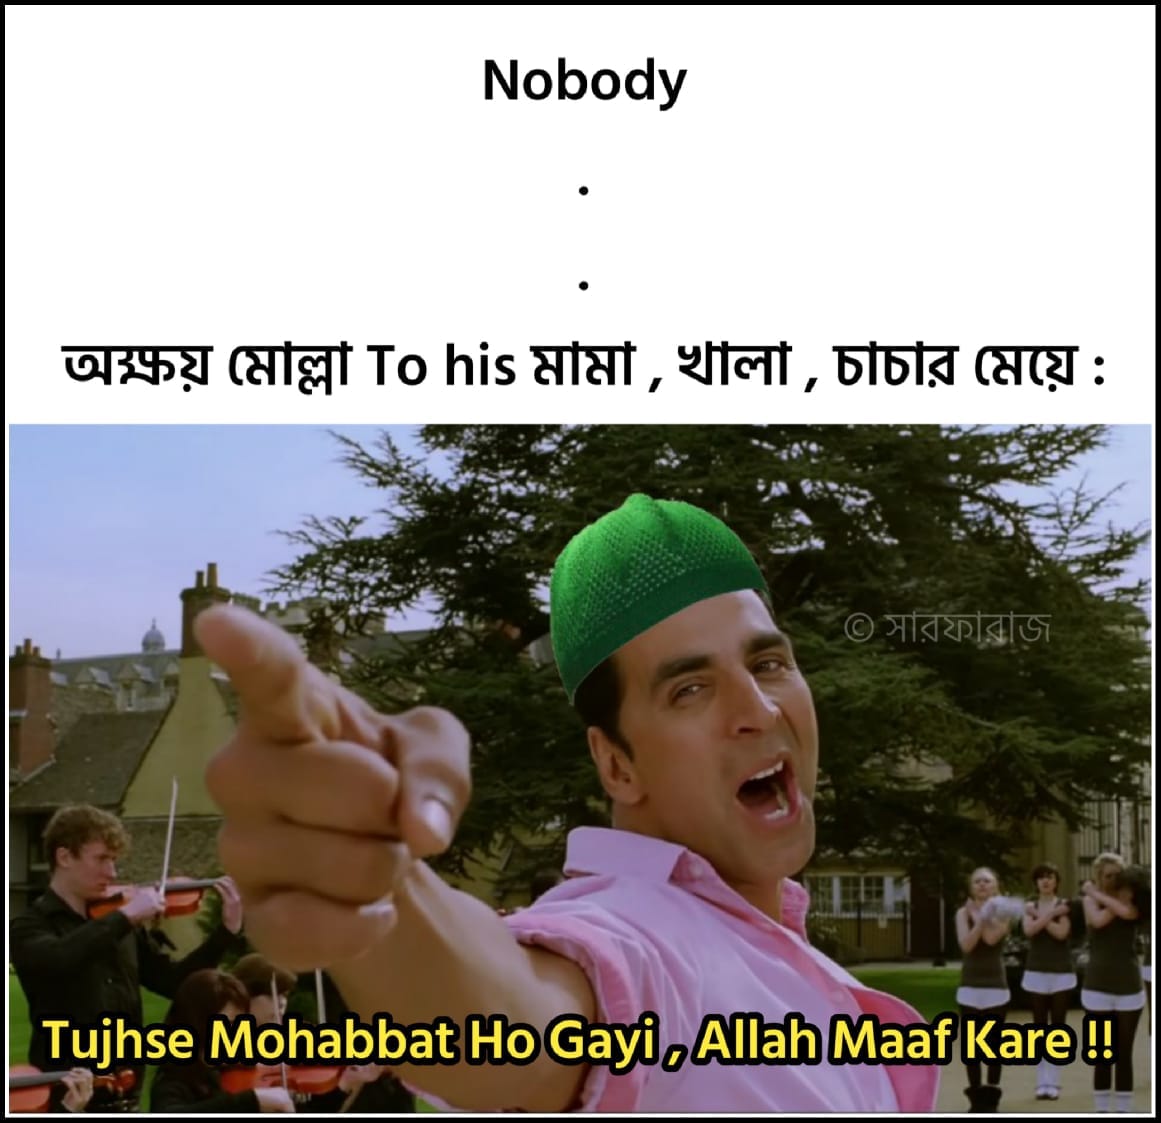 Nobody
.
.
অক্ষয় মোল্লা To his মামা , খালা , চাচার মেয়ে :
© সারফারাজ
Tujhse Mohabbat Ho Gayi , Allah Maaf Kare !!